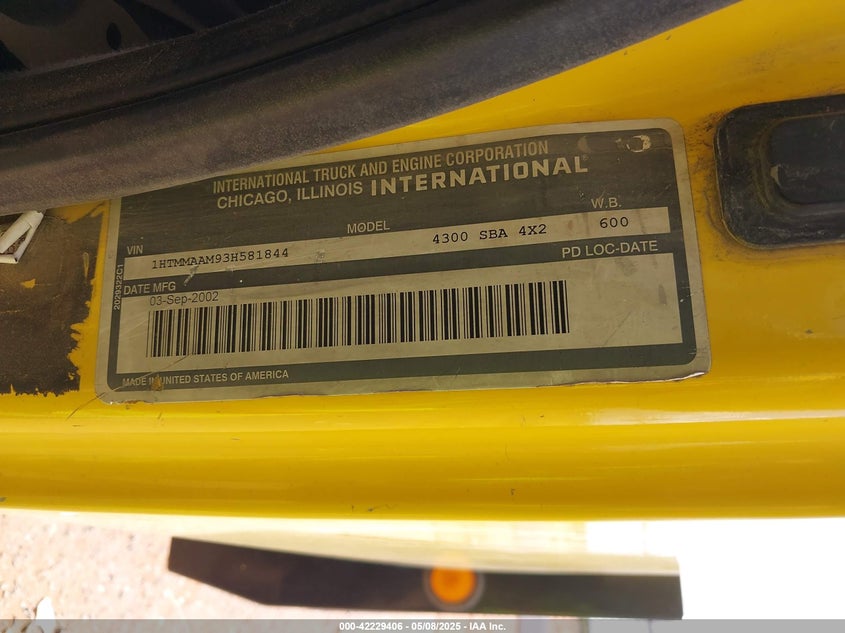 INTERNATIONAL TRUCK AND ENGINE CORPORATION
CHICAGO, ILLINOIS INTERNATIONAL®
VIN MODEL W.B.
1HTMMAAM93H581844 4300 SBA 4X2 600
DATE MFG PD LOC-DATE
03-Sep-2002
2029322C1
MADE IN UNITED STATES OF AMERICA
000-42229406 - 05/08/2025 - IAA Inc.